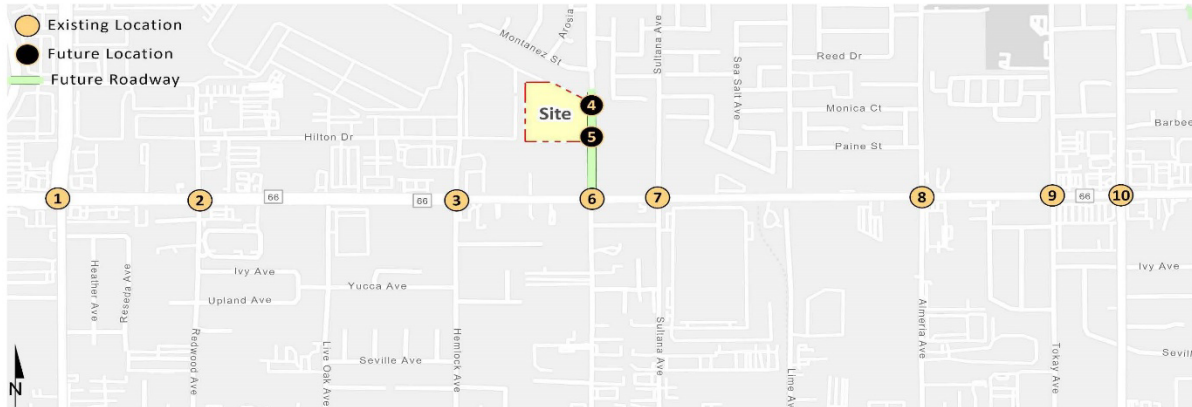 Existing Location
Future Location
Future Roadway
Montanez St
Arosia
Sultana Ave
Sea Salt Ave
Reed Dr
Monica Ct
Paine St
Barbee
Hilton Dr
Site
4
5
1
2
66
66
3
6
7
8
9
66
10
Heather Ave
Reseda Ave
Ivy Ave
Upland Ave
Redwood Ave
Yucca Ave
Live Oak Ave
Seville Ave
Hemlock Ave
Sultana Ave
Lime Av
Almeria Ave
Tokay Ave
Ivy Ave
Sevill
N